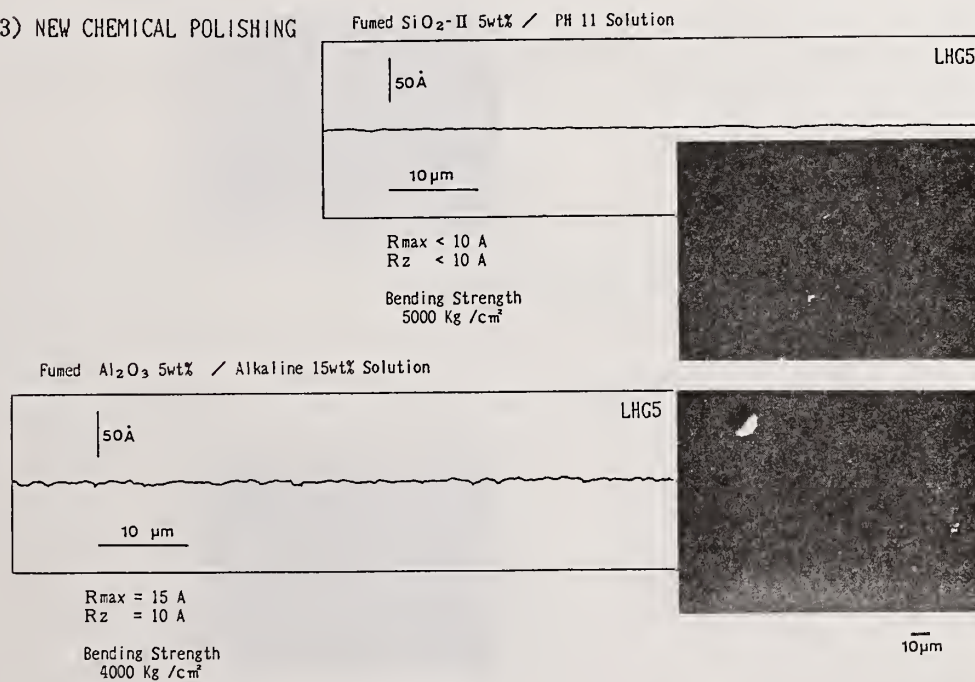 3) NEW CHEMICAL POLISHING
Fumed SiO₂-II 5wt% / PH 11 Solution
LHG5
50Å
10 μm
Rmax < 10 A
Rz < 10 A
Bending Strength
5000 Kg /cm²
Fumed Al₂O₃ 5wt% / Alkaline 15wt% Solution
LHG5
50Å
10 μm
Rmax = 15 A
Rz = 10 A
Bending Strength
4000 Kg /cm²
10μm